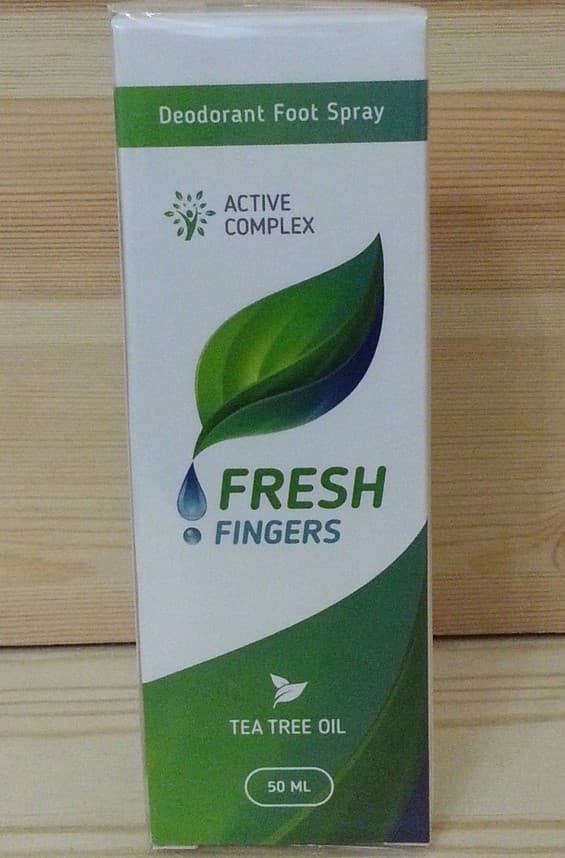 Deodorant Foot Spray
ACTIVE
COMPLEX
FRESH
FINGERS
TEA TREE OIL
50 ML